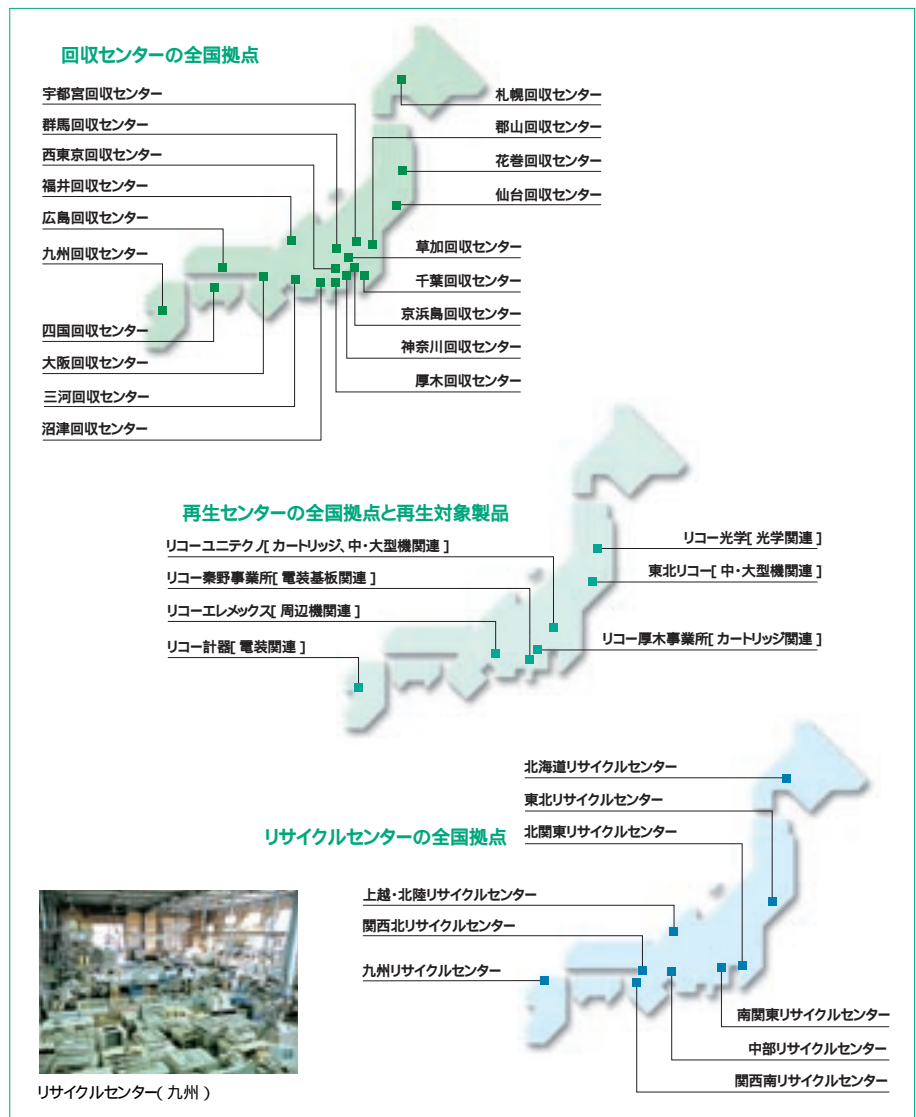 回収センターの全国拠点
宇都宮回収センター
群馬回収センター
西東京回収センター
福井回収センター
広島回収センター
九州回収センター
四国回収センター
大阪回収センター
三河回収センター
沼津回収センター
札幌回収センター
郡山回収センター
花巻回収センター
仙台回収センター
草加回収センター
千葉回収センター
京浜島回収センター
神奈川回収センター
厚木回収センター
再生センターの全国拠点と再生対象製品
リコーユニテクノ[カートリッジ、中・大型機関連]
リコー秦野事業所[電装基板関連]
リコーエレメックス[周辺機関連]
リコー計器[電装関連]
リコー光学[光学関連]
東北リコー[中・大型機関連]
リコー厚木事業所[カートリッジ関連]
リサイクルセンターの全国拠点
北海道リサイクルセンター
東北リサイクルセンター
北関東リサイクルセンター
上越・北陸リサイクルセンター
関西北リサイクルセンター
九州リサイクルセンター
南関東リサイクルセンター
中部リサイクルセンター
関西南リサイクルセンター
リサイクルセンター(九州)